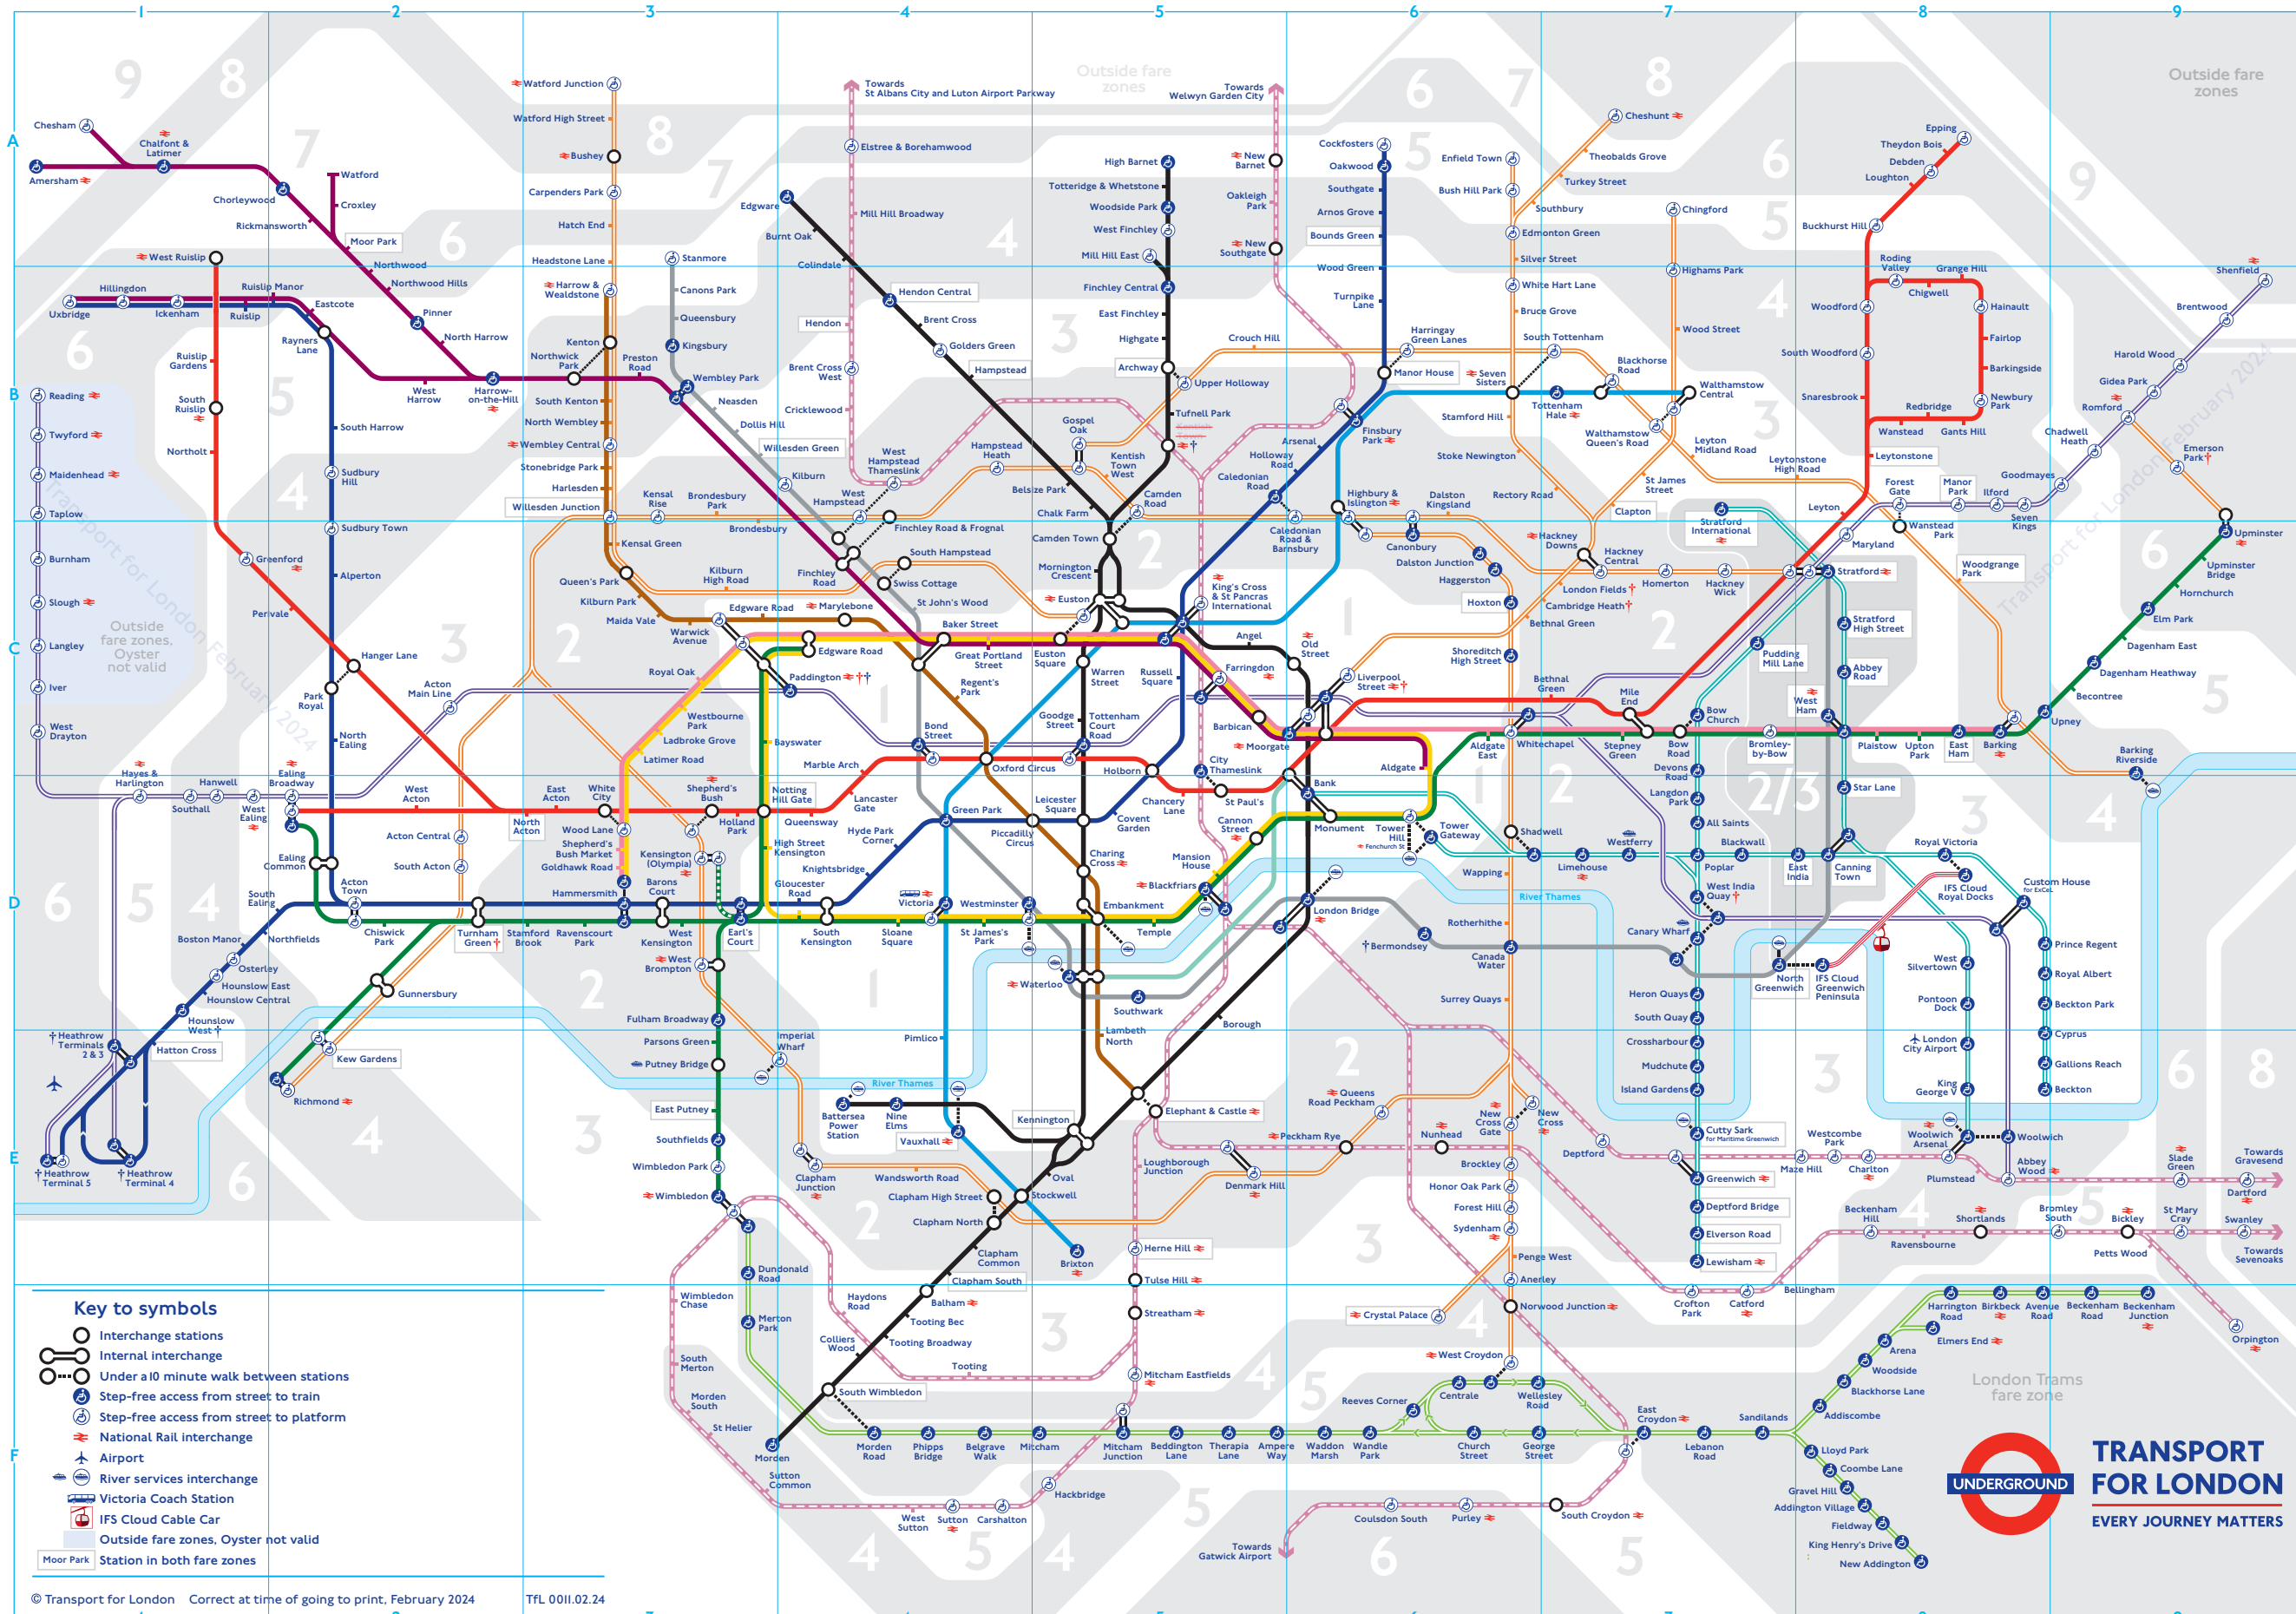 1 2 3 4 5 6 7 8 9
A
B
C
D
E
F
9
8
7
6
Chesham
Chalfont &
Latimer
Amersham
Chorleywood
Rickmansworth
Watford
Croxley
Moor Park
Northwood
Northwood Hills
Pinner
North Harrow
Harrow-
on-the-Hill
West
Harrow
West Ruislip
Hillingdon
Uxbridge
Ickenham
Ruislip
Ruislip Manor
Eastcote
Rayners
Lane
Ruislip
Gardens
South
Ruislip
Northolt
Greenford
Perivale
Hanger Lane
South Harrow
Sudbury
Hill
Sudbury Town
Alperton
Park
Royal
North
Ealing
Reading
Twyford
Maidenhead
Taplow
Burnham
Slough
Langley
Iver
West
Drayton
Outside
fare zones,
Oyster
not valid
Transport for London February 2024
Hayes &
Harlington
Southall
Hanwell
West
Ealing
Ealing
Broadway
Acton
Main Line
West
Acton
North
Acton
East
Acton
White
City
Shepherd's
Bush
Holland
Park
Notting
Hill Gate
Queensway
Lancaster
Gate
Marble Arch
Bond
Street
Oxford Circus
Ealing
Common
South
Ealing
Acton
Town
Acton Central
South Acton
Northfields
Boston Manor
Osterley
Hounslow East
Hounslow Central
Hounslow
West †
Hatton Cross
† Heathrow
Terminals
2 & 3
† Heathrow
Terminal 5
† Heathrow
Terminal 4
Chiswick
Park
Turnham
Green †
Stamford
Brook
Ravenscourt
Park
Hammersmith
Barons
Court
West
Kensington
Earl's
Court
Gunnersbury
Kew Gardens
Richmond
Watford Junction
Watford High Street
Bushey
Carpenders Park
Hatch End
Headstone Lane
Harrow &
Wealdstone
Kenton
Northwick
Park
Preston
Road
South Kenton
North Wembley
Wembley Central
Stonebridge Park
Harlesden
Willesden Junction
Kensal Green
Queen's Park
Kilburn Park
Maida Vale
Warwick
Avenue
Stanmore
Canons Park
Queensbury
Kingsbury
Wembley Park
Neasden
Dollis Hill
Willesden Green
Kilburn
West
Hampstead
West
Hampstead
Thameslink
Kensal
Rise
Brondesbury
Park
Brondesbury
Finchley Road & Frognal
Finchley
Road
South Hampstead
Swiss Cottage
Kilburn
High Road
St John's Wood
Edgware Road
Marylebone
Baker Street
Edgware Road
Great Portland
Street
Euston
Square
Royal Oak
Paddington †† 
Westbourne
Park
Ladbroke Grove
Latimer Road
Bayswater
Wood Lane
Shepherd's
Bush Market
Goldhawk Road
Kensington
(Olympia)
High Street
Kensington
Gloucester
Road
South
Kensington
Sloane
Square
Victoria
St James's
Park
Westminster
Embankment
Temple
Blackfriars
Mansion
House
Cannon
Street
Monument
Tower
Hill
Fenchurch St
Tower
Gateway
Towards
St Albans City and Luton Airport Parkway
Elstree & Borehamwood
Mill Hill Broadway
Hendon
Brent Cross
West
Cricklewood
Edgware
Burnt Oak
Colindale
Hendon Central
Brent Cross
Golders Green
Hampstead
Hampstead
Heath
Belsize Park
Chalk Farm
Camden Town
Mornington
Crescent
Euston
Outside fare
zones
High Barnet
Totteridge & Whetstone
Woodside Park
West Finchley
Mill Hill East
Finchley Central
East Finchley
Highgate
Archway
Upper Holloway
Tufnell Park
Kentish
Town
†
Gospel
Oak
Kentish
Town
West
Camden
Road
Crouch Hill
Towards
Welwyn Garden City
New
Barnet
Oakleigh
Park
New
Southgate
Cockfosters
Oakwood
Southgate
Arnos Grove
Bounds Green
Wood Green
Turnpike
Lane
Harringay
Green Lanes
Manor House
Finsbury
Park
Arsenal
Holloway
Road
Caledonian
Road
Caledonian
Road &
Barnsbury
Highbury &
Islington
Canonbury
Dalston
Kingsland
Dalston Junction
Haggerston
Hoxton
Shoreditch
High Street
King's Cross
& St Pancras
International
Angel
Old
Street
Farringdon
Barbican
Moorgate
Liverpool
Street †
Aldgate
Aldgate
East
Bank
St Paul's
City
Thameslink
Chancery
Lane
Holborn
Russell
Square
Warren
Street
Goodge
Street
Tottenham
Court
Road
Regent's
Park
Leicester
Square
Covent
Garden
Piccadilly
Circus
Green Park
Hyde Park
Corner
Knightsbridge
Charing
Cross
Waterloo
Southwark
London Bridge
Borough
Lambeth
North
Elephant & Castle
Pimlico
Enfield Town
Bush Hill Park
Southbury
Turkey Street
Theobalds Grove
Cheshunt
Edmonton Green
Silver Street
White Hart Lane
Bruce Grove
South Tottenham
Seven
Sisters
Tottenham
Hale
Blackhorse
Road
Walthamstow
Central
Walthamstow
Queen's Road
Stamford Hill
Stoke Newington
Rectory Road
Clapton
St James
Street
Hackney
Downs
Hackney
Central
London Fields †
Cambridge Heath †
Bethnal Green
Chingford
Highams Park
Wood Street
Leyton
Midland Road
Leytonstone
High Road
Homerton
Hackney
Wick
Stratford
Stratford
International
Stratford
High Street
Abbey
Road
Pudding
Mill Lane
West
Ham
Star Lane
Bethnal
Green
Mile
End
Bow
Church
Bow
Road
Stepney
Green
Whitechapel
Bromley-
by-Bow
Plaistow
Upton
Park
East
Ham
Barking
Upney
Becontree
Dagenham Heathway
Dagenham East
Elm Park
Hornchurch
Upminster
Bridge
Upminster
Emerson
Park †
Epping
Theydon Bois
Debden
Loughton
Buckhurst Hill
Roding
Valley
Grange Hill
Chigwell
Woodford
Hainault
Fairlop
South Woodford
Barkingside
Snaresbrook
Newbury
Park
Redbridge
Wanstead
Gants Hill
Leytonstone
Leyton
Maryland
Forest
Gate
Wanstead
Park
Manor
Park
Ilford
Seven
Kings
Goodmayes
Chadwell
Heath
Romford
Gidea Park
Harold Wood
Brentwood
Shenfield
Woodgrange
Park
Outside fare
zones
Transport for London February 2024
Barking
Riverside
Shadwell
Wapping
Rotherhithe
Canada
Water
Surrey Quays
†Bermondsey
River Thames
Limehouse
Westferry
Poplar
Blackwall
East
India
Canning
Town
Devons
Road
Langdon
Park
All Saints
West India
Quay †
Canary Wharf
Heron Quays
South Quay
Crossharbour
Mudchute
Island Gardens
Cutty Sark
for Maritime Greenwich
Greenwich
Deptford Bridge
Elverson Road
Lewisham
North
Greenwich
IFS Cloud
Greenwich
Peninsula
Royal Victoria
IFS Cloud
Royal Docks
Custom House
for ExCeL
Prince Regent
Royal Albert
Beckton Park
Cyprus
Gallions Reach
Beckton
West
Silvertown
Pontoon
Dock
London
City Airport
King
George V
Woolwich
Arsenal
Woolwich
Abbey
Wood
Plumstead
Slade
Green
Dartford
Towards
Gravesend
Deptford
Maze Hill
Westcombe
Park
Charlton
Beckenham
Hill
Ravensbourne
Shortlands
Bromley
South
Bickley
Petts Wood
St Mary
Cray
Swanley
Towards
Sevenoaks
Orpington
Bellingham
Catford
Crofton
Park
West
Brompton
Fulham Broadway
Parsons Green
Putney Bridge
East Putney
Southfields
Wimbledon Park
Wimbledon
Imperial
Wharf
River Thames
Clapham
Junction
Battersea
Power
Station
Nine
Elms
Vauxhall
Kennington
Oval
Stockwell
Wandsworth Road
Clapham High Street
Clapham North
Clapham
Common
Clapham South
Balham
Tooting Bec
Tooting Broadway
Colliers
Wood
South Wimbledon
Morden
Brixton
Loughborough
Junction
Denmark Hill
Peckham Rye
Queens
Road Peckham
Nunhead
New
Cross
Gate
New
Cross
Brockley
Honor Oak Park
Forest Hill
Sydenham
Penge West
Anerley
Crystal Palace
Norwood Junction
West Croydon
Herne Hill
Tulse Hill
Streatham
Mitcham Eastfields
Haydons
Road
Tooting
Dundonald
Road
Merton
Park
Wimbledon
Chase
South
Merton
Morden
South
St Helier
Sutton
Common
West
Sutton
Sutton
Carshalton
Hackbridge
Morden
Road
Phipps
Bridge
Belgrave
Walk
Mitcham
Mitcham
Junction
Beddington
Lane
Therapia
Lane
Ampere
Way
Waddon
Marsh
Wandle
Park
Reeves Corner
Centrale
Wellesley
Road
Church
Street
George
Street
East
Croydon
Lebanon
Road
Sandilands
Addiscombe
Blackhorse Lane
Woodside
Arena
Elmers End
Harrington
Road
Birkbeck
Avenue
Road
Beckenham
Road
Beckenham
Junction
Lloyd Park
Coombe Lane
Gravel Hill
Addington Village
Fieldway
King Henry's Drive
New Addington
London Trams
fare zone
Coulsdon South
Purley
South Croydon
Towards
Gatwick Airport
2/3
Key to symbols
Interchange stations
Internal interchange
Under a 10 minute walk between stations
Step-free access from street to train
Step-free access from street to platform
National Rail interchange
Airport
River services interchange
Victoria Coach Station
IFS Cloud Cable Car
Outside fare zones, Oyster not valid
Moor Park Station in both fare zones
© Transport for London Correct at time of going to print, February 2024 TfL 0011.02.24
UNDERGROUND
TRANSPORT
FOR LONDON
EVERY JOURNEY MATTERS